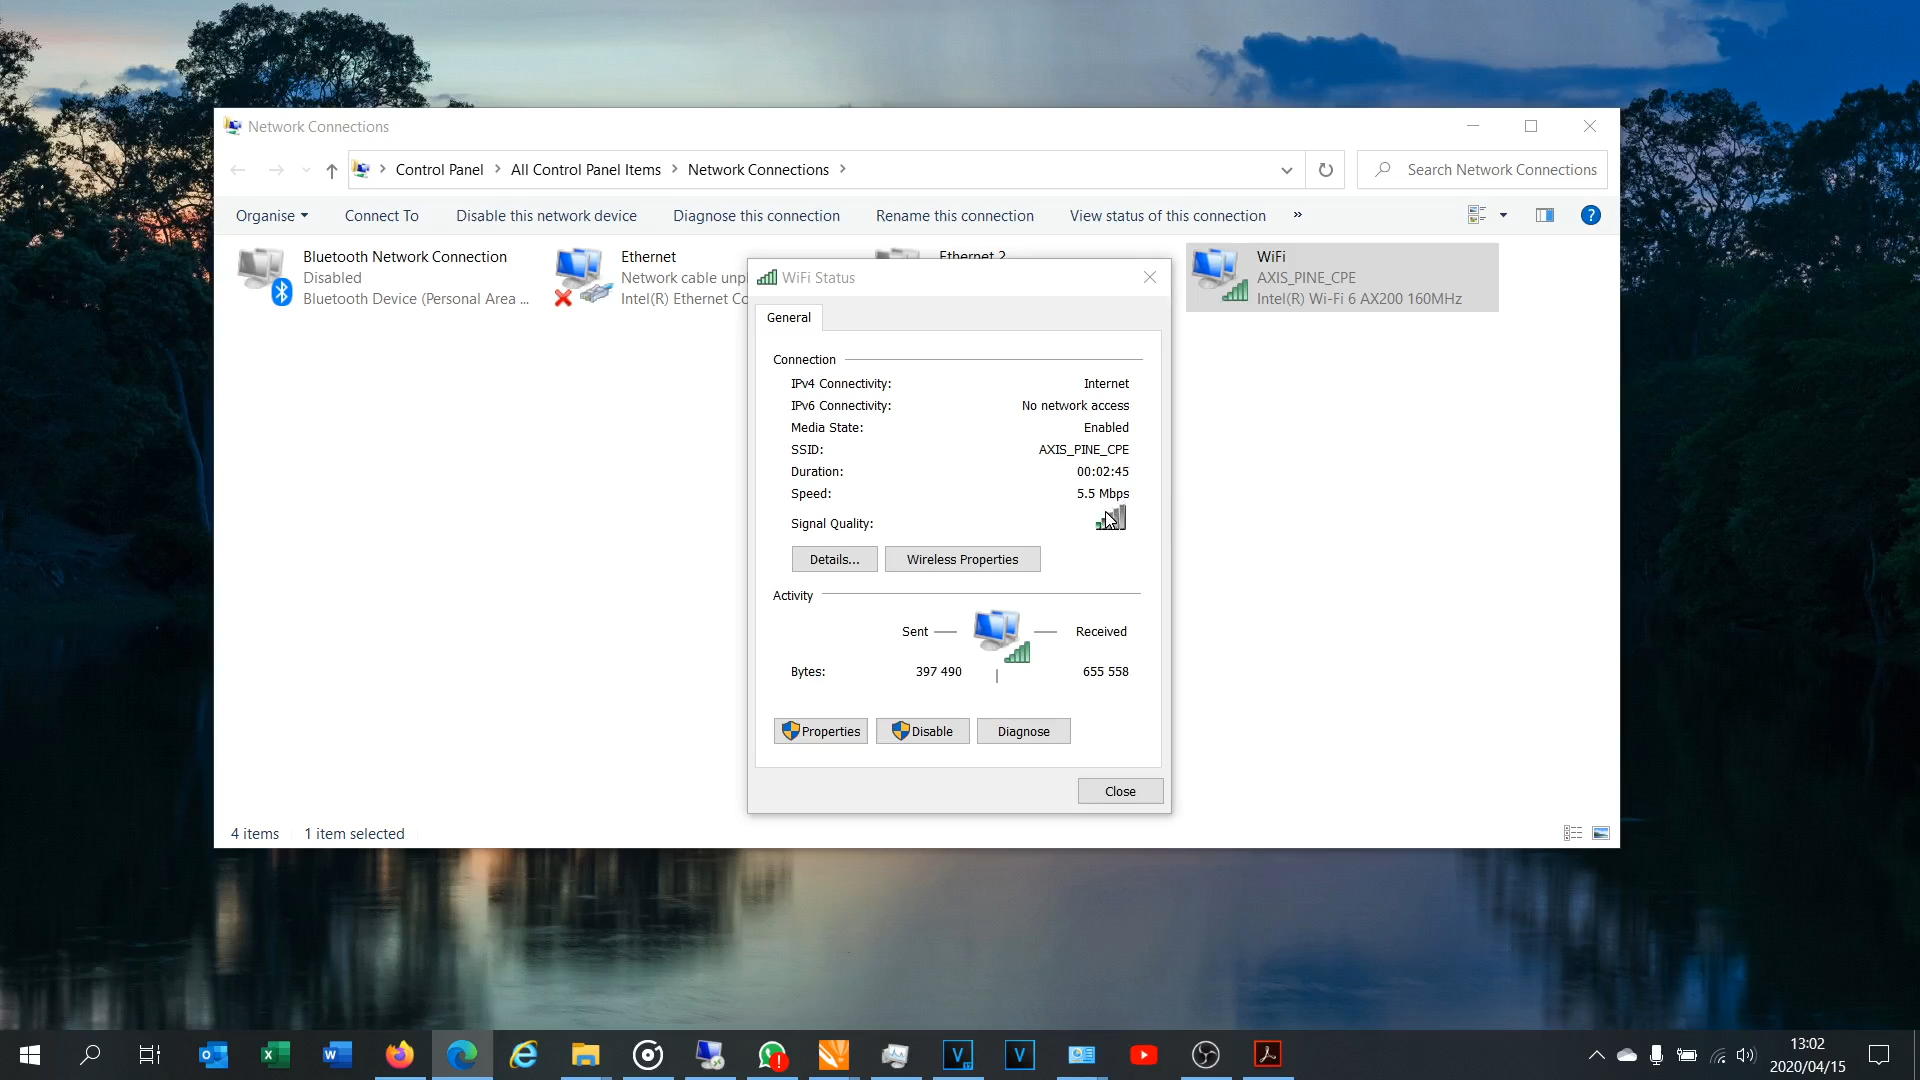 Network Connections
Control Panel
All Control Panel Items
Network Connections
Search Network Connections
Organise
Connect To
Disable this network device
Diagnose this connection
Rename this connection
View status of this connection
»
Bluetooth Network Connection
Disabled
Bluetooth Device (Personal Area ...
Ethernet
Network cable unp
Intel(R) Ethernet Co
Ethernet 2
WiFi
AXIS_PINE_CPE
Intel(R) Wi-Fi 6 AX200 160MHz
WiFi Status
General
Connection
IPv4 Connectivity: Internet
IPv6 Connectivity: No network access
Media State: Enabled
SSID: AXIS_PINE_CPE
Duration: 00:02:45
Speed: 5.5 Mbps
Signal Quality:
Details...
Wireless Properties
Activity
Sent
Received
Bytes: 397 490 655 558
Properties
Disable
Diagnose
Close
4 items
1 item selected
13:02
2020/04/15